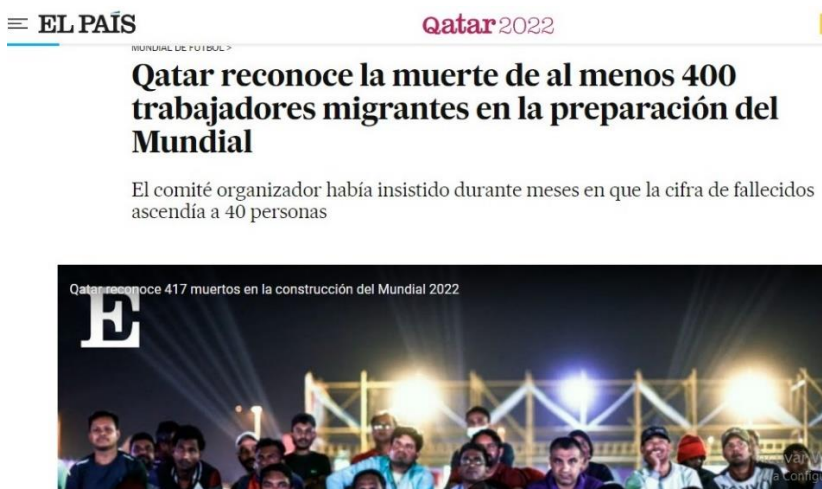 EL PAÍS
Qatar2022
MUNDIAL DE FÚTBOL >
Qatar reconoce la muerte de al menos 400
trabajadores migrantes en la preparación del
Mundial
El comité organizador había insistido durante meses en que la cifra de fallecidos
ascendía a 40 personas
Qatar reconoce 417 muertos en la construcción del Mundial 2022
E